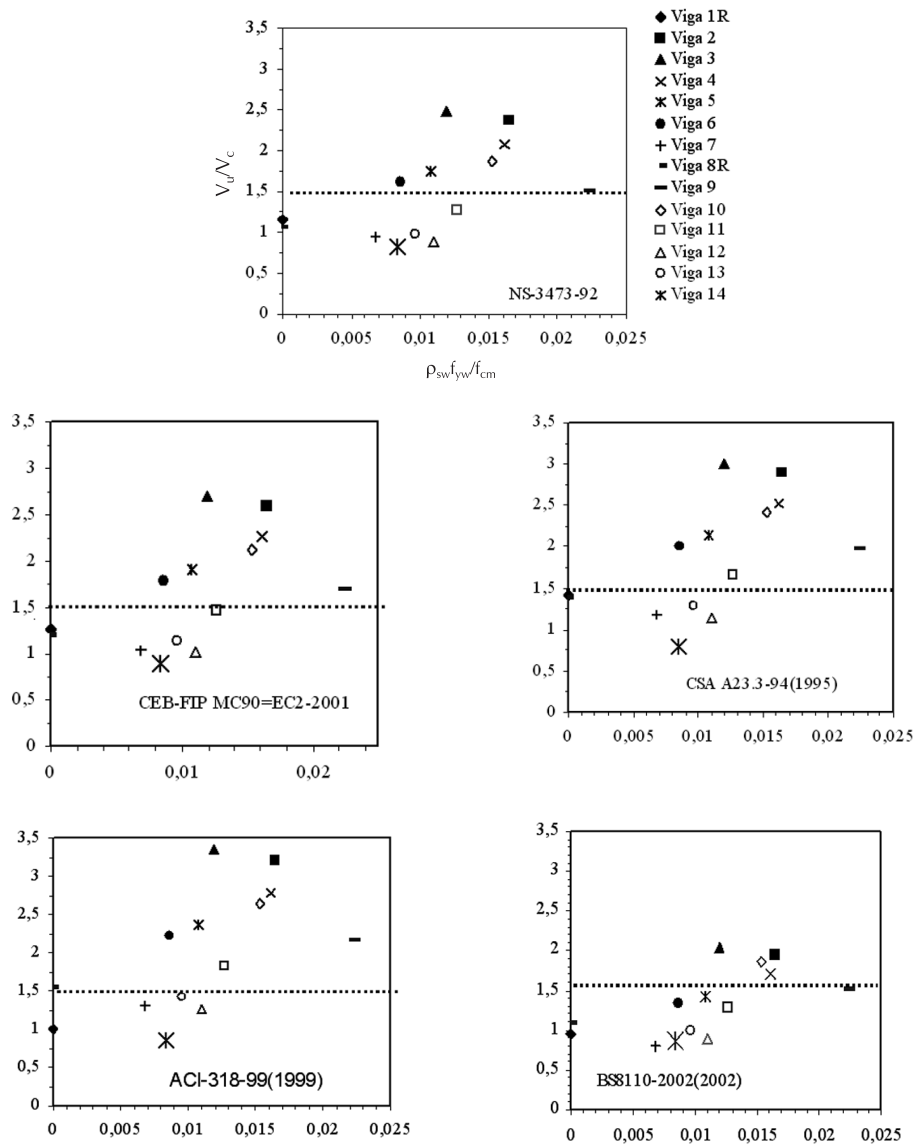 3,5
3
2,5
2
1,5
1
0,5
0
Vu/Vc
NS-3473-92
0 0,005 0,01 0,015 0,02 0,025
ρswfyw/fcm
Viga 1R
Viga 2
Viga 3
Viga 4
Viga 5
Viga 6
Viga 7
Viga 8R
Viga 9
Viga 10
Viga 11
Viga 12
Viga 13
Viga 14
3,5
3
2,5
2
1,5
1
0,5
0
CEB-FIP MC90=EC2-2001
0 0,01 0,02
3,5
3
2,5
2
1,5
1
0,5
0
CSA A23.3-94(1995)
0 0,005 0,01 0,015 0,02 0,025
3,5
3
2,5
2
1,5
1
0,5
0
ACI-318-99(1999)
0 0,005 0,01 0,015 0,02 0,025
3,5
3
2,5
2
1,5
1
0,5
0
BS8110-2002(2002)
0 0,005 0,01 0,015 0,02 0,025